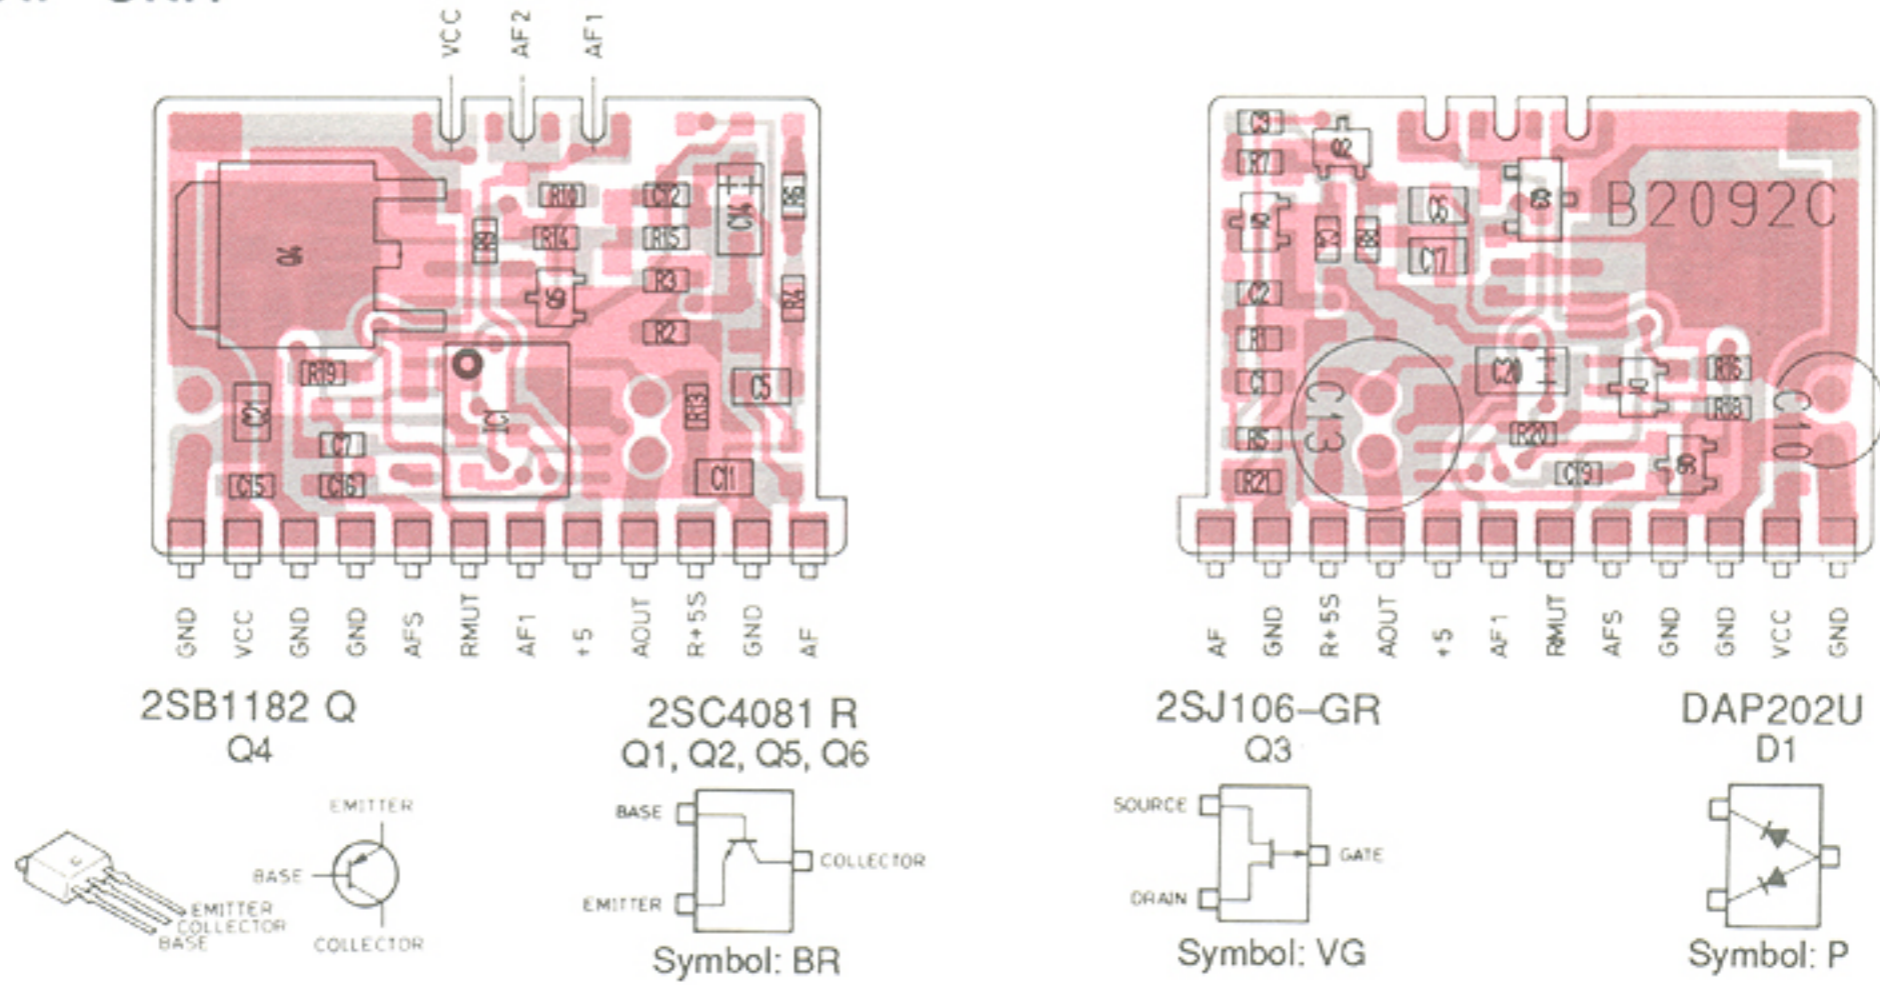 VCC
AF2
AF1
Q4
R9
R10
R14
Q5
C12
R15
R3
R2
C14
R4
R19
C21
C7
C15
C16
IC1
R13
C5
C11
GND
VCC
GND
GND
AFS
RMUT
AF1
+5
AOUT
R+5S
GND
AF
R7
Q2
C6
C17
Q3
B2092C
R8
C2
R1
C1
R5
R21
C13
C20
R20
C19
D1
Q6
R16
R18
C10
AF
GND
R+5S
AOUT
+5
AF1
RMUT
AFS
GND
GND
VCC
GND
2SB1182 Q
Q4
EMITTER
BASE
COLLECTOR
EMITTER
COLLECTOR
BASE
2SC4081 R
Q1, Q2, Q5, Q6
BASE
COLLECTOR
EMITTER
Symbol: BR
2SJ106-GR
Q3
SOURCE
GATE
DRAIN
Symbol: VG
DAP202U
D1
Symbol: P